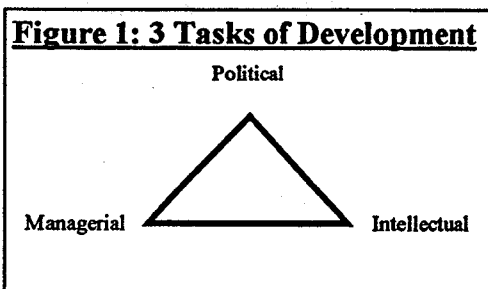 Figure 1: 3 Tasks of Development
Political
Managerial Intellectual